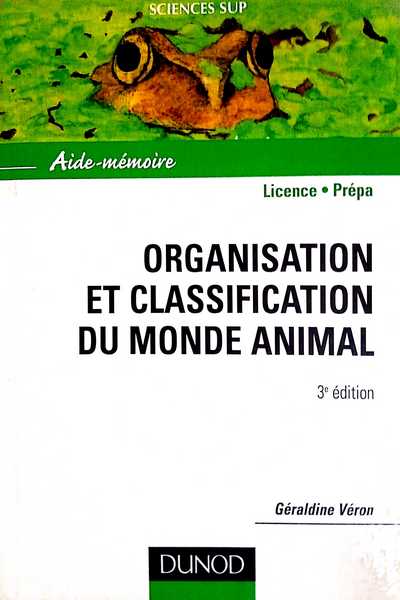 SCIENCES SUP
Aide-mémoire
Licence • Prépa
ORGANISATION
ET CLASSIFICATION
DU MONDE ANIMAL
3e édition
Géraldine Véron
DUNOD